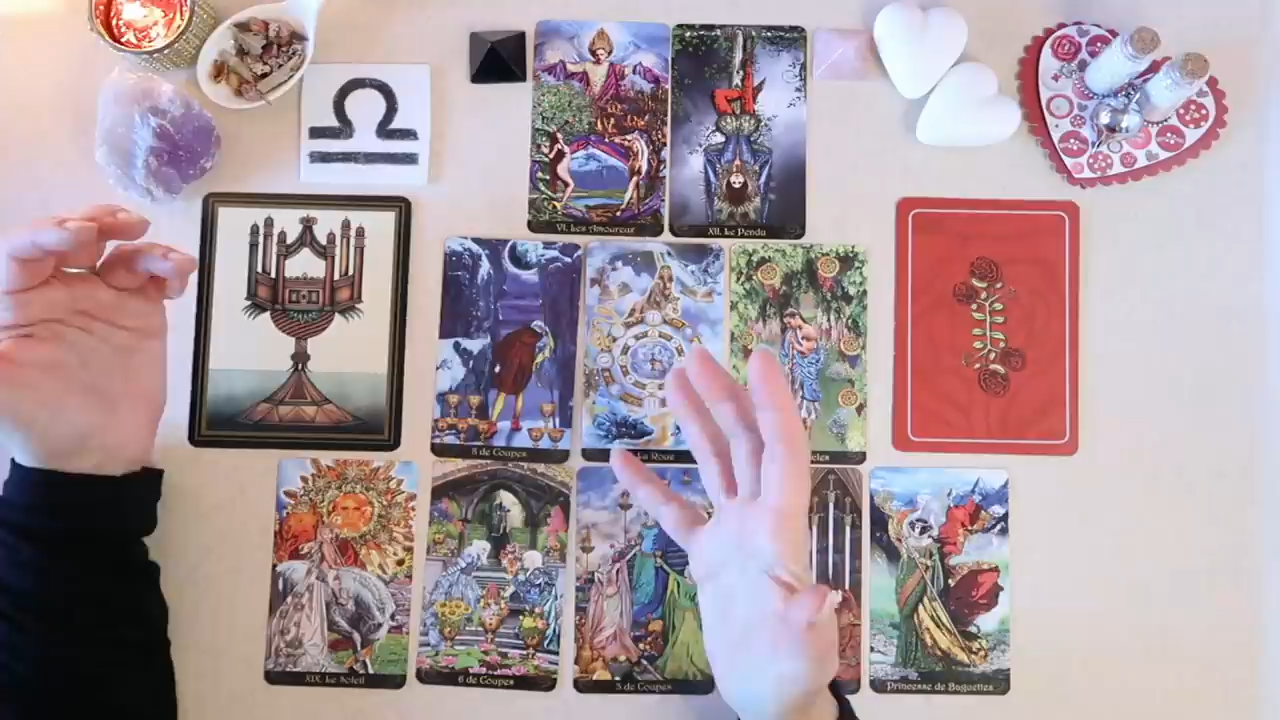 VI. Les Amoureux
XII. Le Pendu
8 de Coupes
La Roue
XIX. Le Soleil
6 de Coupes
3 de Coupes
Princesse de Baguettes